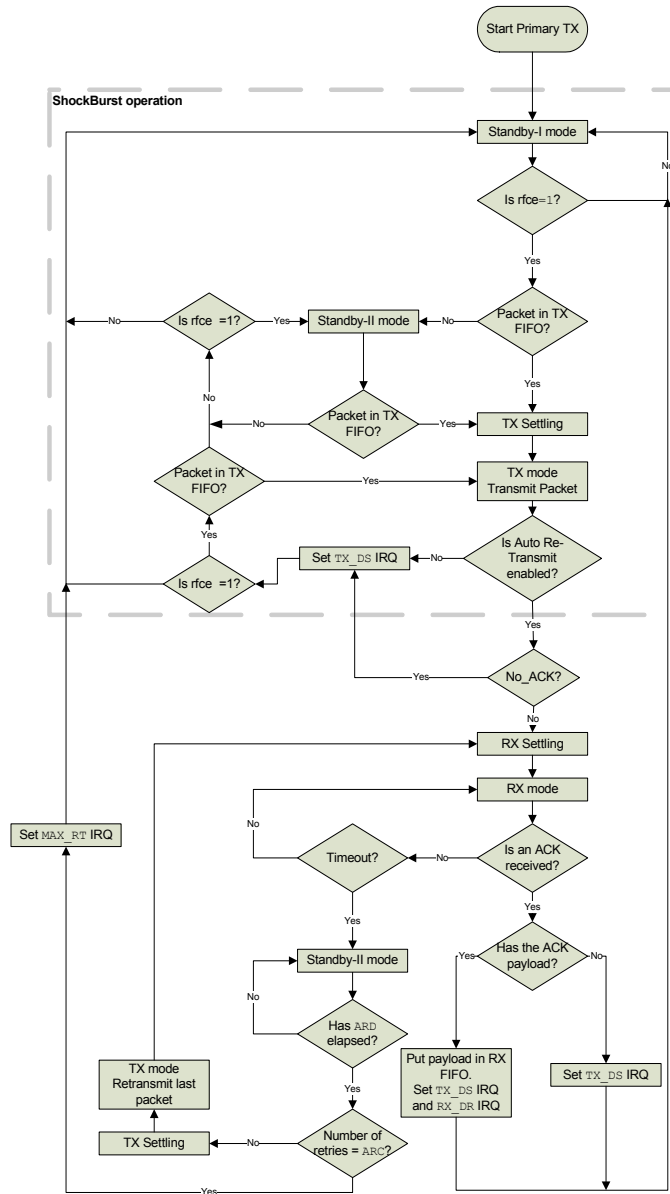 Start Primary TX
ShockBurst operation
Standby-I mode
No
Is rfce=1?
Yes
No
Is rfce =1?
Yes
Standby-II mode
No
Packet in TX
FIFO?
Yes
No
No
Packet in TX
FIFO?
Yes
TX Settling
Packet in TX
FIFO?
Yes
TX mode
Transmit Packet
Yes
Is rfce =1?
Set TX_DS IRQ
No
Is Auto Re-
Transmit
enabled?
Yes
Yes
No_ACK?
No
RX Settling
RX mode
Set MAX_RT IRQ
No
Timeout?
No
Is an ACK
received?
Yes
Yes
Standby-II mode
Yes
Has the ACK
payload?
No
No
Has ARD
elapsed?
TX mode
Retransmit last
packet
Put payload in RX
FIFO.
Set TX_DS IRQ
and RX_DR IRQ
Set TX_DS IRQ
Yes
TX Settling
No
Number of
retries = ARC?
Yes